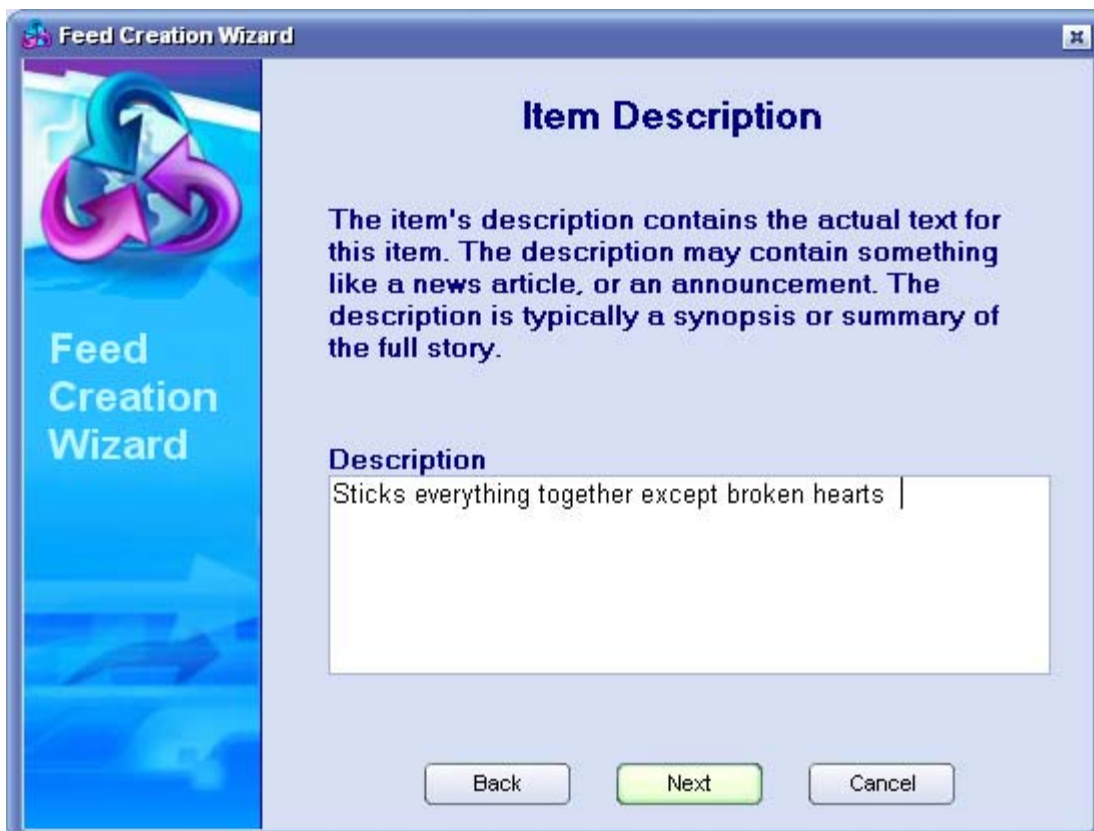 Feed Creation Wizard
Item Description
The item's description contains the actual text for
this item. The description may contain something
like a news article, or an announcement. The
description is typically a synopsis or summary of
the full story.
Feed
Creation
Wizard
Description
Sticks everything together except broken hearts
Back
Next
Cancel